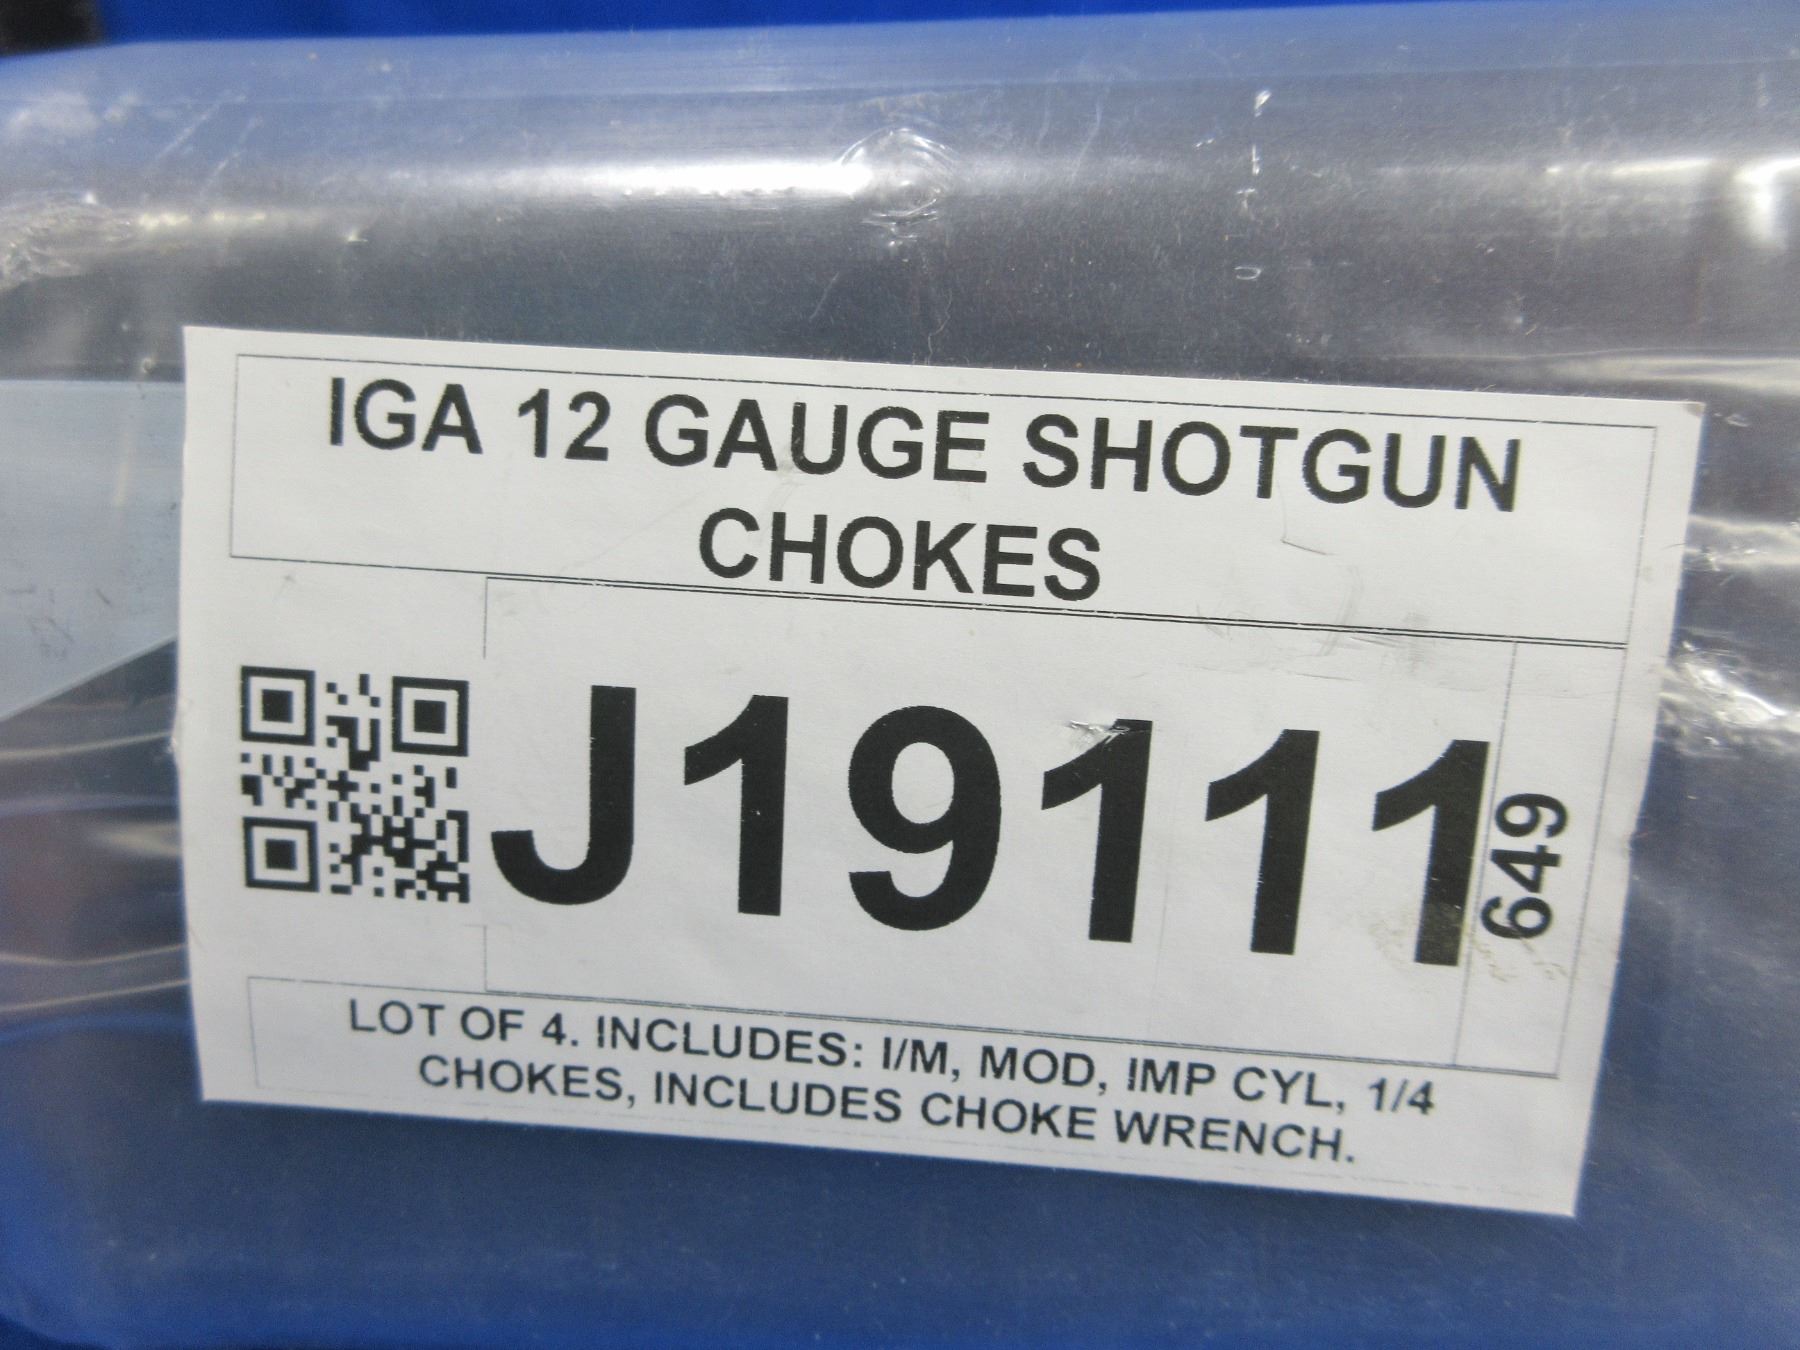 IGA 12 GAUGE SHOTGUN
CHOKES
J19111
649
LOT OF 4. INCLUDES: I/M, MOD, IMP CYL, 1/4
CHOKES, INCLUDES CHOKE WRENCH.